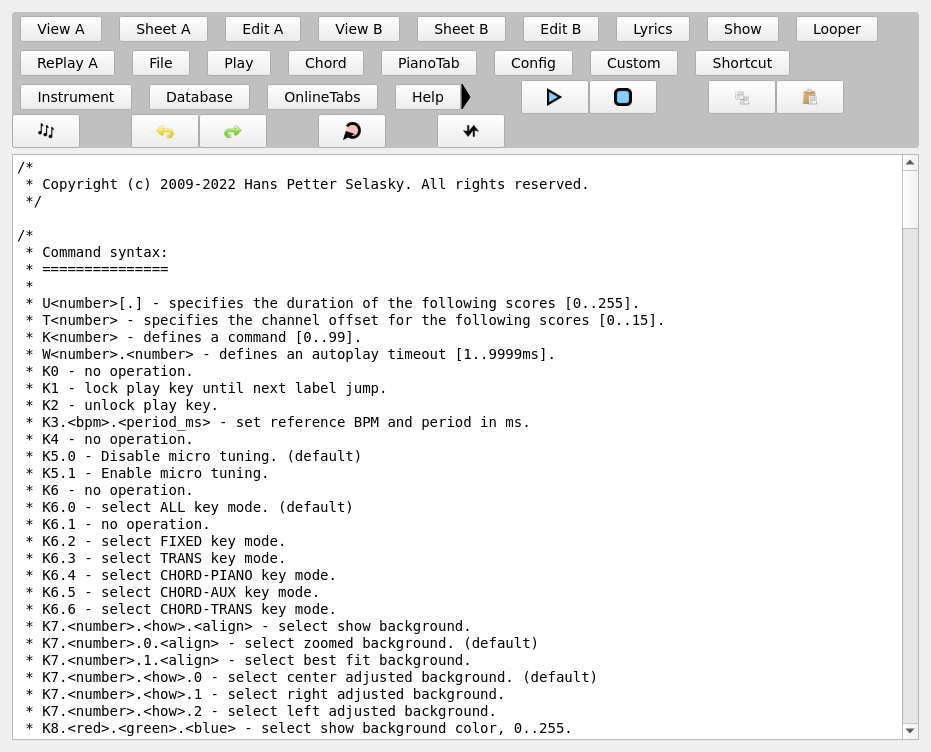 View A Sheet A Edit A View B Sheet B Edit B Lyrics Show Looper
RePlay A File Play Chord PianoTab Config Custom Shortcut
Instrument Database OnlineTabs Help
/*
 * Copyright (c) 2009-2022 Hans Petter Selasky. All rights reserved.
 */

/*
 * Command syntax:
 * ===============
 *
 * U<number>[.] - specifies the duration of the following scores [0..255].
 * T<number> - specifies the channel offset for the following scores [0..15].
 * K<number> - defines a command [0..99].
 * W<number>.<number> - defines an autoplay timeout [1..9999ms].
 * K0 - no operation.
 * K1 - lock play key until next label jump.
 * K2 - unlock play key.
 * K3.<bpm>.<period_ms> - set reference BPM and period in ms.
 * K4 - no operation.
 * K5.0 - Disable micro tuning. (default)
 * K5.1 - Enable micro tuning.
 * K6 - no operation.
 * K6.0 - select ALL key mode. (default)
 * K6.1 - no operation.
 * K6.2 - select FIXED key mode.
 * K6.3 - select TRANS key mode.
 * K6.4 - select CHORD-PIANO key mode.
 * K6.5 - select CHORD-AUX key mode.
 * K6.6 - select CHORD-TRANS key mode.
 * K7.<number>.<how>.<align> - select show background.
 * K7.<number>.0.<align> - select zoomed background. (default)
 * K7.<number>.1.<align> - select best fit background.
 * K7.<number>.<how>.0 - select center adjusted background. (default)
 * K7.<number>.<how>.1 - select right adjusted background.
 * K7.<number>.<how>.2 - select left adjusted background.
 * K8.<red>.<green>.<blue> - select show background color, 0..255.